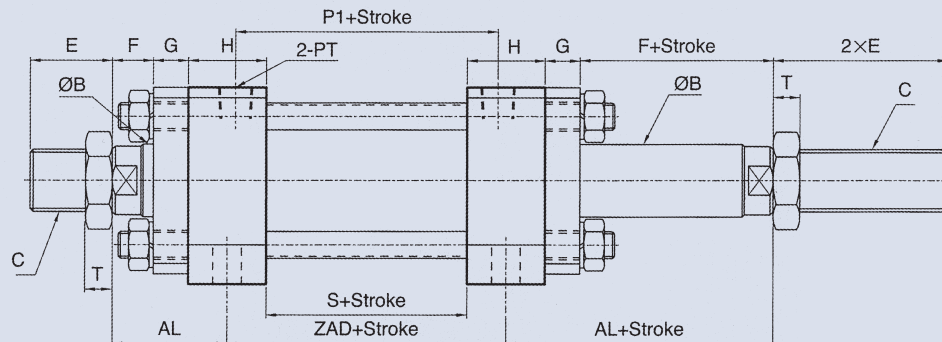 P1+Stroke
E F G H 2-PT H G F+Stroke 2×E
ØB ØB T C
C T
S+Stroke
AL ZAD+Stroke AL+Stroke